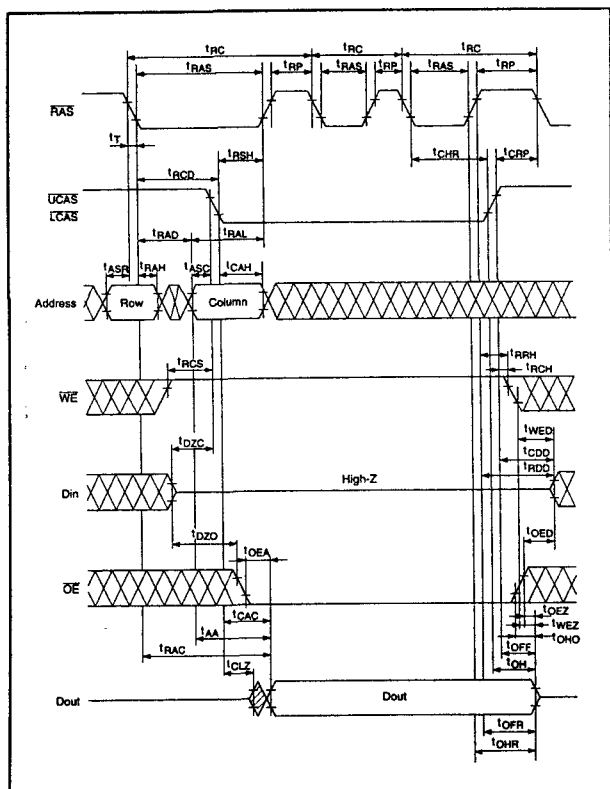 tRC tRC tRC
tRAS tRP tRAS tRP tRAS tRP
RAS
tT
tRSH tCHR tCRP
tRCD
UCAS
LCAS
tRAD tRAL
tASR tRAH tASC tCAH
Address Row Column
tRRH
tRCS tRCH
WE
tWED
tDZC tCDD
tRDD
Din High-Z
tDZO tOED
tOEA
OE
tOEZ
tCAC tWEZ
tAA tOHO
tRAC tOFF
tCLZ tOH
Dout Dout
tOFR
tOHR